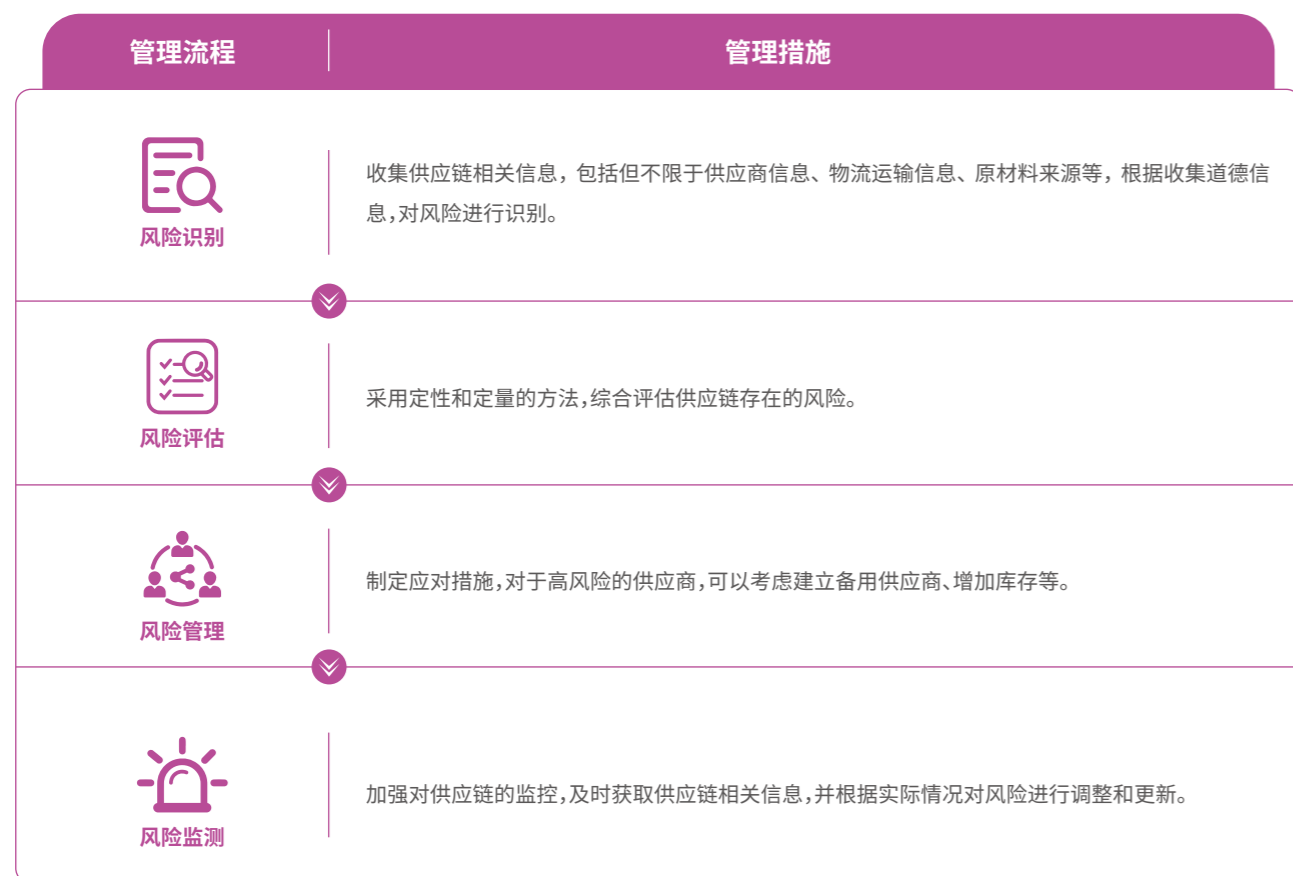 管理流程
管理措施
收集供应链相关信息，包括但不限于供应商信息、物流运输信息、原材料来源等，根据收集道德信
息，对风险进行识别。
风险识别
采用定性和定量的方法，综合评估供应链存在的风险。
风险评估
制定应对措施，对于高风险的供应商，可以考虑建立备用供应商、增加库存等。
风险管理
加强对供应链的监控，及时获取供应链相关信息，并根据实际情况对风险进行调整和更新。
风险监测